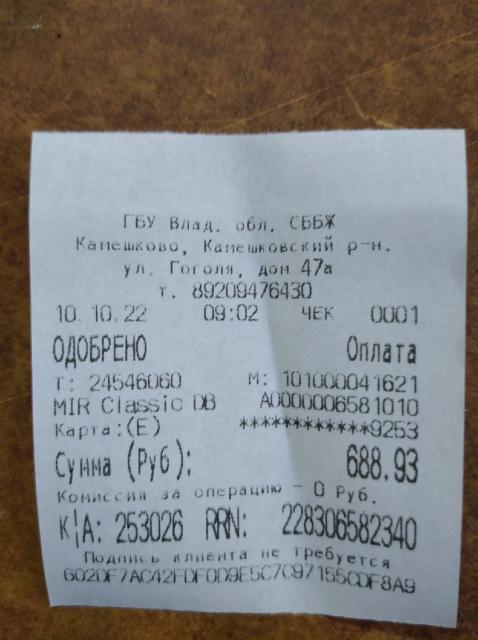 ГБУ Влад. обл. СББЖ
Камешково, Камешковский р-н.
ул. Гоголя, дом 47а
т. 89209476430
10.10.22 09:02 ЧЕК 0001
ОДОБРЕНО Оплата
Т: 24546060 М: 101000041621
MIR Classic DB A0000006581010
Карта:(E) ************9253
Сумма (Руб): 688.93
Комиссия за операцию - 0 Руб.
К/А: 253026 RRN: 228306582340
Подпись клиента не требуется
602DF7AC42FDF0D9E5C7C97155CDF8A9